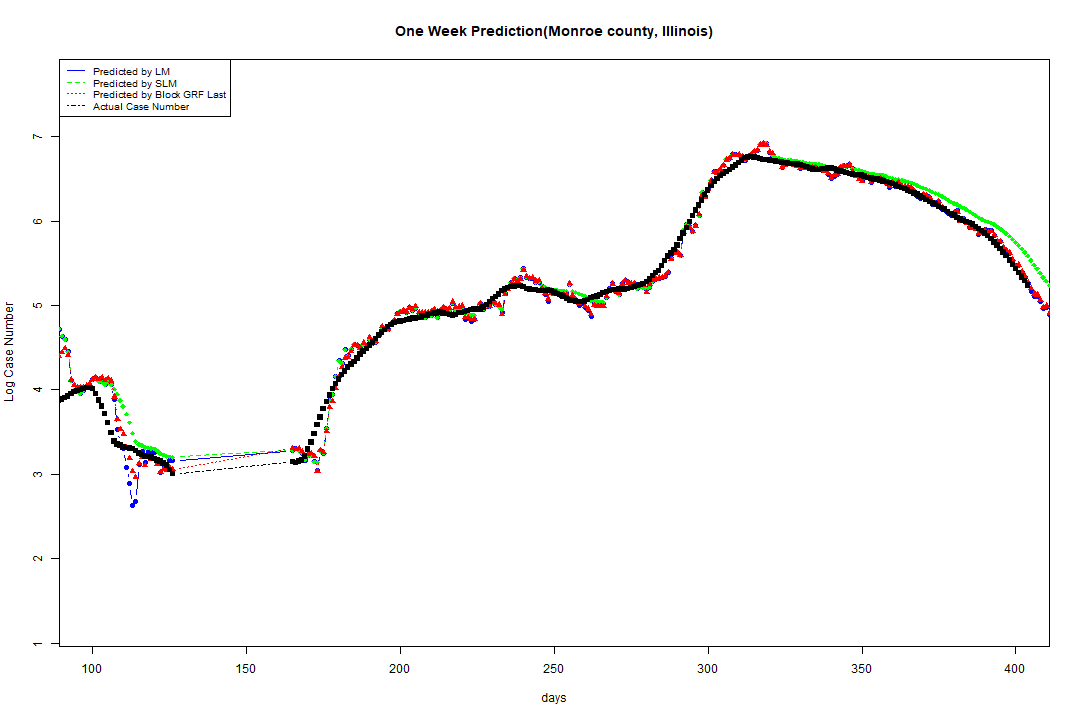 One Week Prediction(Monroe county, Illinois)
Predicted by LM
Predicted by SLM
Predicted by Block GRF Last
Actual Case Number
7
6
5
4
3
2
1
Log Case Number
100 150 200 250 300 350 400
days